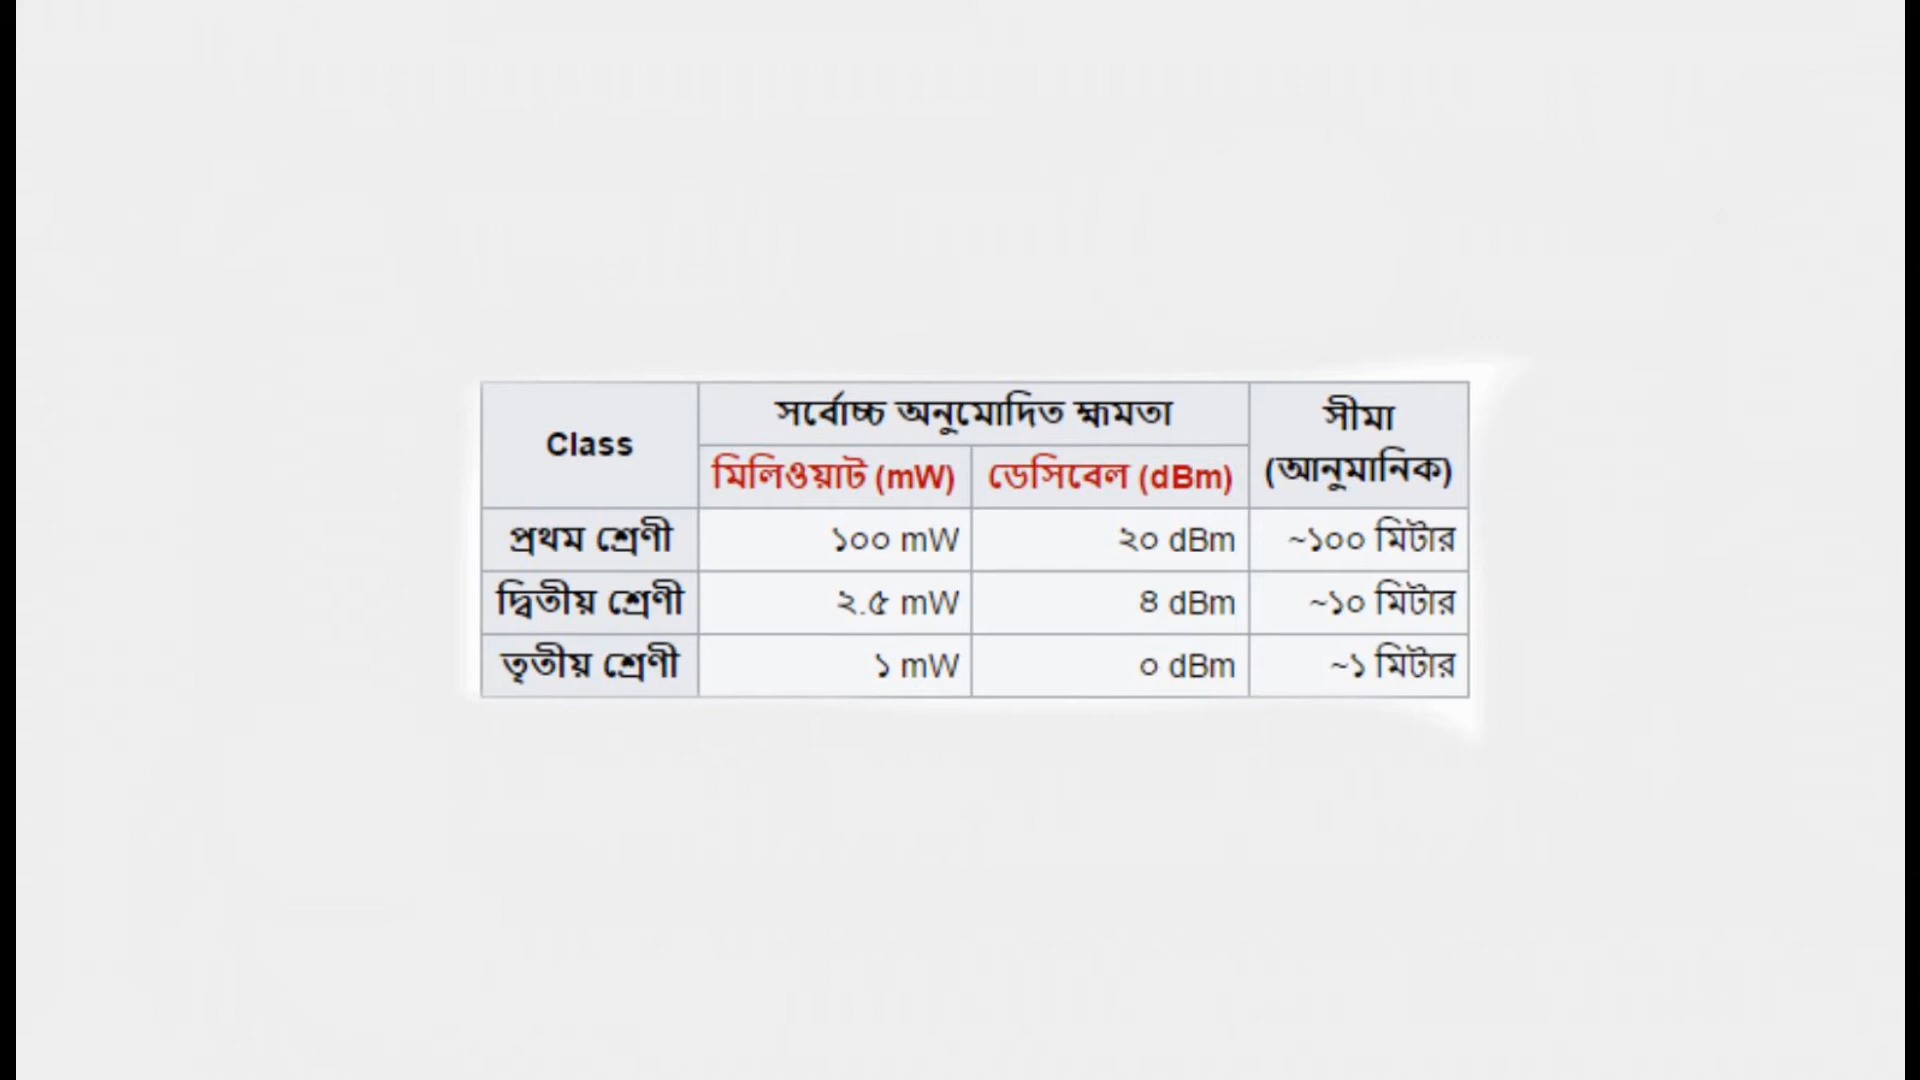 Class সর্বোচ্চ অনুমোদিত ক্ষমতা সীমা (আনুমানিক)
মিলিওয়াট (mW) ডেসিবেল (dBm)
প্রথম শ্রেণী ১০০ mW ২০ dBm ~১০০ মিটার
দ্বিতীয় শ্রেণী ২.৫ mW ৪ dBm ~১০ মিটার
তৃতীয় শ্রেণী ১ mW ০ dBm ~১ মিটার